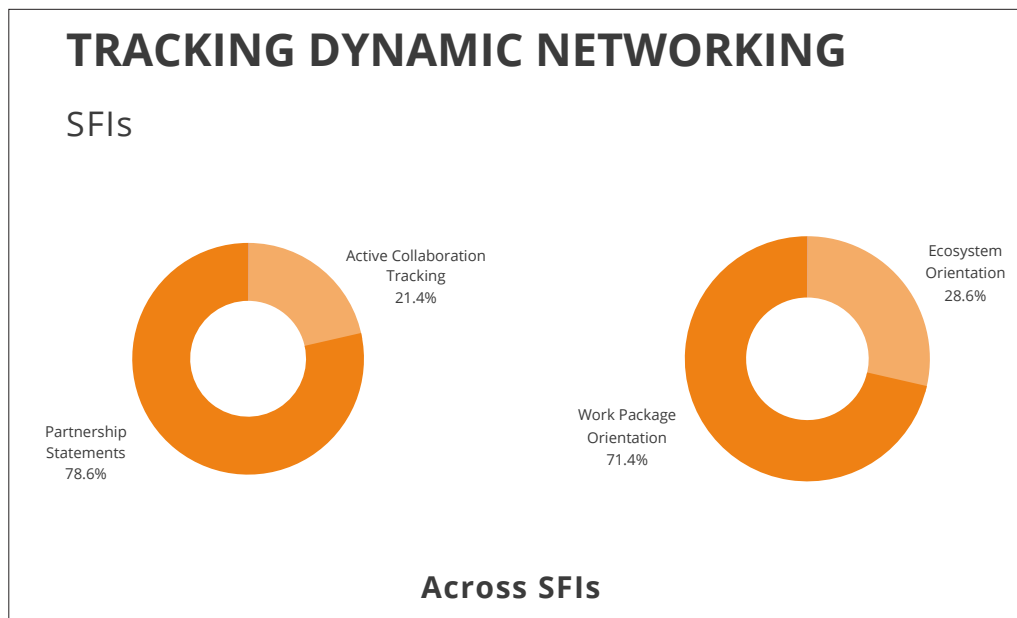 TRACKING DYNAMIC NETWORKING
SFIs
Active Collaboration
Tracking
21.4%
Partnership
Statements
78.6%
Ecosystem
Orientation
28.6%
Work Package
Orientation
71.4%
Across SFIs